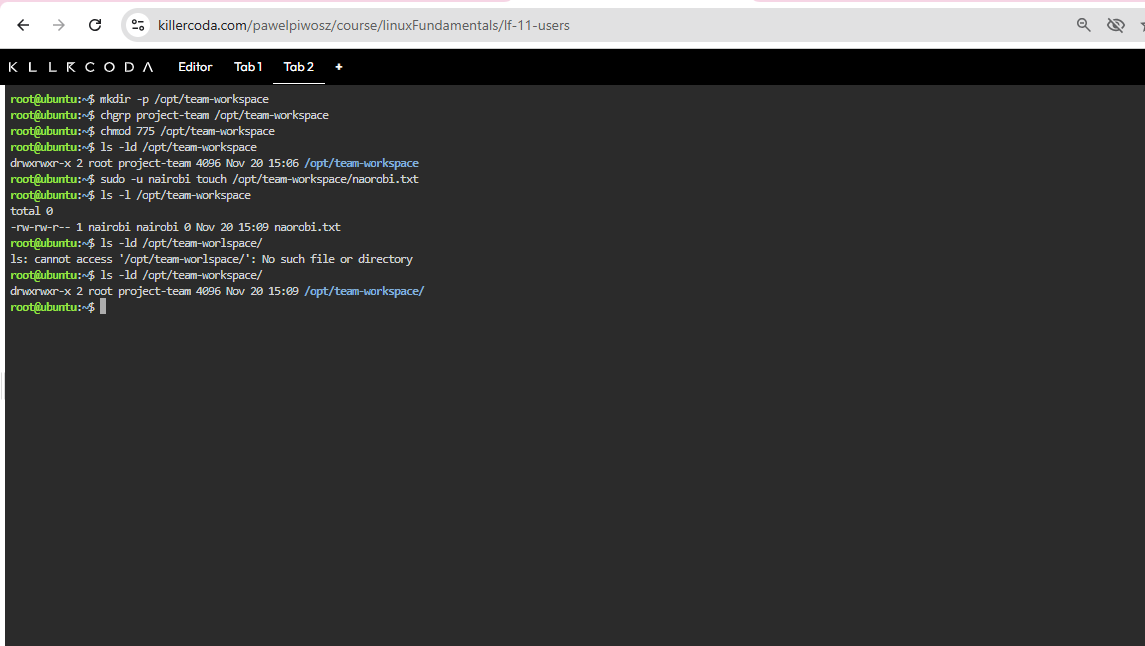 killercoda.com/pawelpiwosz/course/linuxFundamentals/lf-11-users
KLLRCODA Editor Tab 1 Tab 2 +
root@ubuntu:~$ mkdir -p /opt/team-workspace
root@ubuntu:~$ chgrp project-team /opt/team-workspace
root@ubuntu:~$ chmod 775 /opt/team-workspace
root@ubuntu:~$ ls -ld /opt/team-workspace
drwxrwxr-x 2 root project-team 4096 Nov 20 15:06 /opt/team-workspace
root@ubuntu:~$ sudo -u nairobi touch /opt/team-workspace/naorobi.txt
root@ubuntu:~$ ls -l /opt/team-workspace
total 0
-rw-rw-r-- 1 nairobi nairobi 0 Nov 20 15:09 naorobi.txt
root@ubuntu:~$ ls -ld /opt/team-worlspace/
ls: cannot access '/opt/team-worlspace/': No such file or directory
root@ubuntu:~$ ls -ld /opt/team-workspace/
drwxrwxr-x 2 root project-team 4096 Nov 20 15:09 /opt/team-workspace/
root@ubuntu:~$